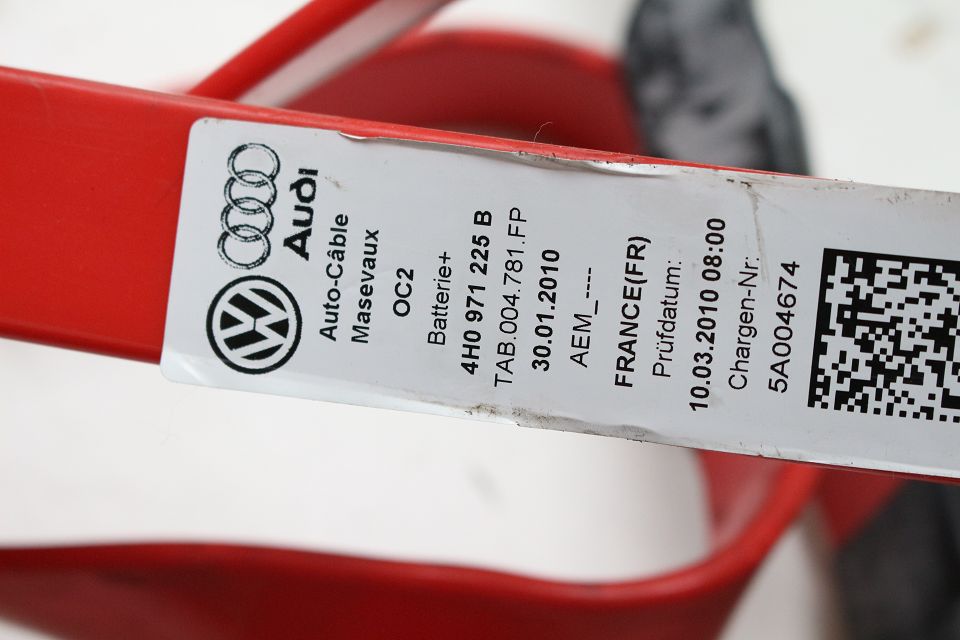 Audi
Auto-Câble
Masevaux
OC2
Batterie+
4H0 971 225 B
TAB.004.781.FP
30.01.2010
AEM_----
FRANCE(FR)
Prüfdatum:
10.03.2010 08:00
Chargen-Nr:
5A004674